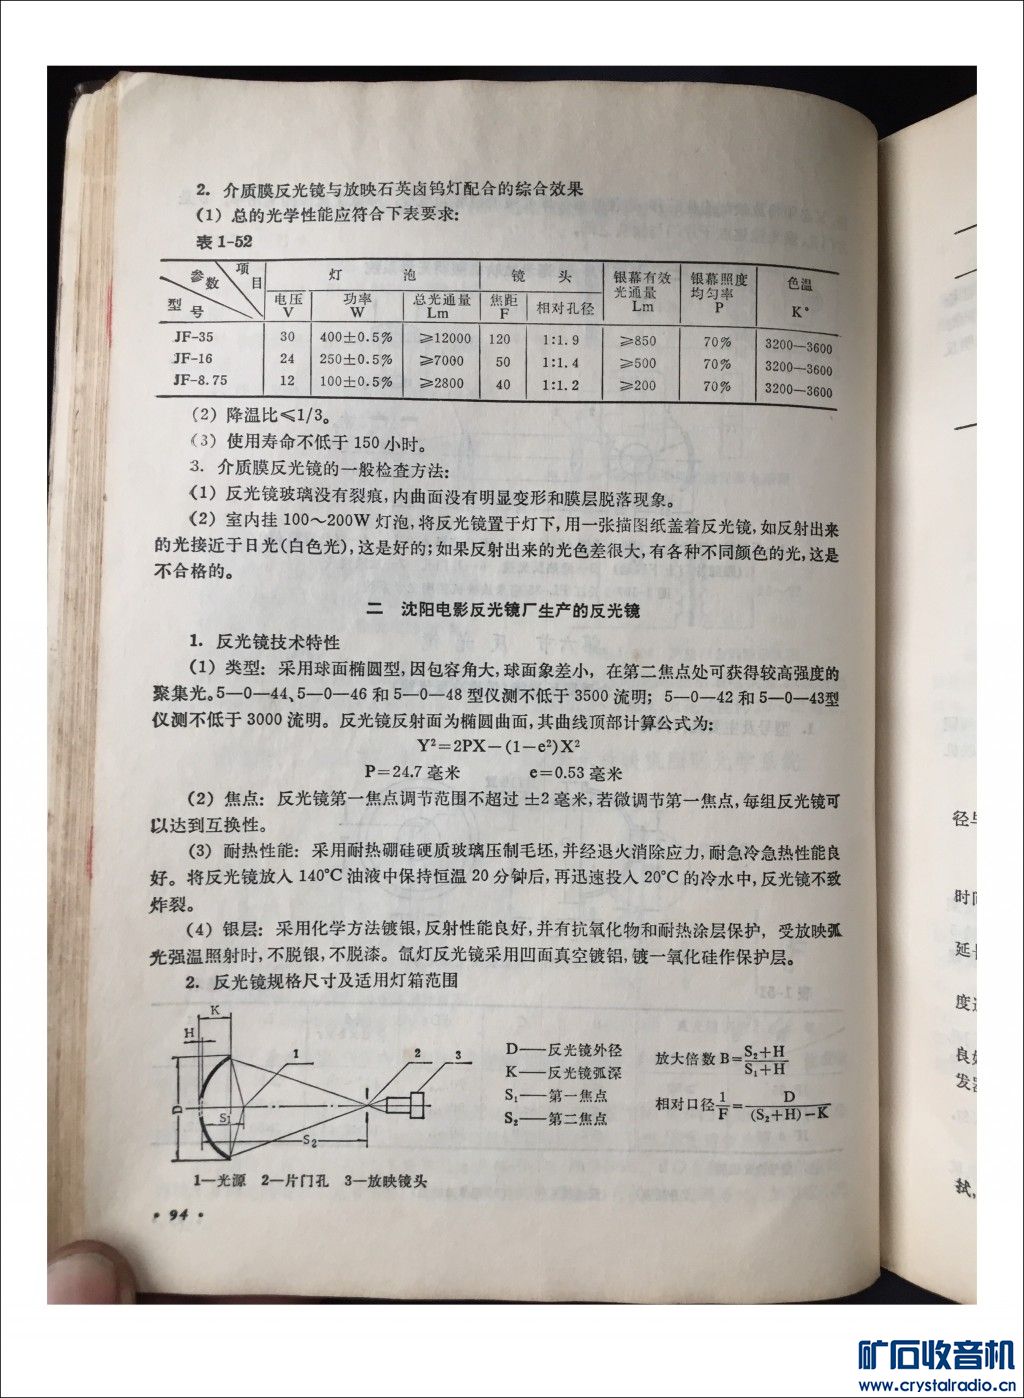 2. 介质膜反光镜与放映石英卤钨灯配合的综合效果
(1) 总的光学性能应符合下表要求:
表 1-52
项目 参数 型号 灯 泡 镜 头 银幕有效光通量 Lm 银幕照度均匀率 P 色温 K°
电压 V 功率 W 总光通量 Lm 焦距 F 相对孔径
JF-35 30 400±0.5% ≥12000 120 1:1.9 ≥850 70% 3200—3600
JF-16 24 250±0.5% ≥7000 50 1:1.4 ≥500 70% 3200—3600
JF-8.75 12 100±0.5% ≥2800 40 1:1.2 ≥200 70% 3200—3600
(2) 降温比≤1/3。
(3) 使用寿命不低于 150 小时。
3. 介质膜反光镜的一般检查方法:
(1) 反光镜玻璃没有裂痕,内曲面没有明显变形和膜层脱落现象。
(2) 室内挂 100～200W 灯泡,将反光镜置于灯下,用一张描图纸盖着反光镜,如反射出来
的光接近于日光(白色光),这是好的;如果反射出来的光色差很大,有各种不同颜色的光,这是
不合格的。
二 沈阳电影反光镜厂生产的反光镜
1. 反光镜技术特性
(1) 类型: 采用球面椭圆型,因包容角大,球面象差小, 在第二焦点处可获得较高强度的
聚集光。5—0—44、5—0—46 和 5—0—48 型仪测不低于 3500 流明; 5—0—42 和 5—0—43型
仪测不低于 3000 流明。反光镜反射面为椭圆曲面,其曲线顶部计算公式为:
Y²=2PX-(1-e²)X²
P=24.7 毫米 e=0.53 毫米
(2) 焦点: 反光镜第一焦点调节范围不超过 ±2 毫米,若微调节第一焦点,每组反光镜可
以达到互换性。
(3) 耐热性能: 采用耐热硼硅硬质玻璃压制毛坯,并经退火消除应力,耐急冷急热性能良
好。将反光镜放入 140°C 油液中保持恒温 20 分钟后,再迅速投入 20°C 的冷水中,反光镜不致
炸裂。
(4) 银层: 采用化学方法镀银,反射性能良好,并有抗氧化物和耐热涂层保护, 受放映弧
光强温照射时,不脱银,不脱漆。氙灯反光镜采用凹面真空镀铝,镀一氧化硅作保护层。
2. 反光镜规格尺寸及适用灯箱范围
K
H
1 2 3
D
S₁
S₂
D——反光镜外径
K——反光镜弧深
S₁——第一焦点
S₂——第二焦点
放大倍数 B=(S₂+H)/(S₁+H)
相对口径 1/F=D/((S₂+H)-K)
1—光源 2—片门孔 3—放映镜头
• 94 •
径与
时间
延长
度
良好
发
拭,
矿石收音机
www.crystalradio.cn